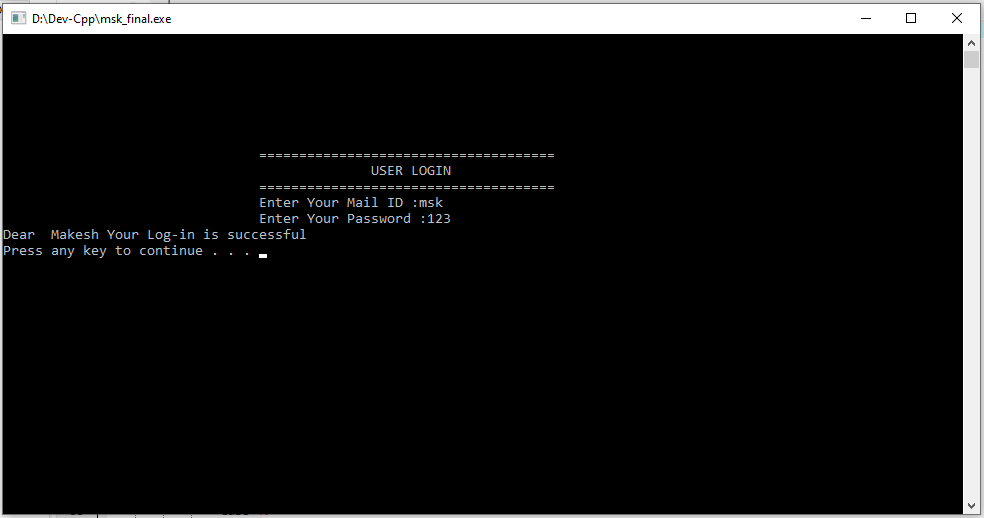 D:\Dev-Cpp\msk_final.exe
=====================================
USER LOGIN
=====================================
Enter Your Mail ID :msk
Enter Your Password :123
Dear  Makesh Your Log-in is successful
Press any key to continue . . .